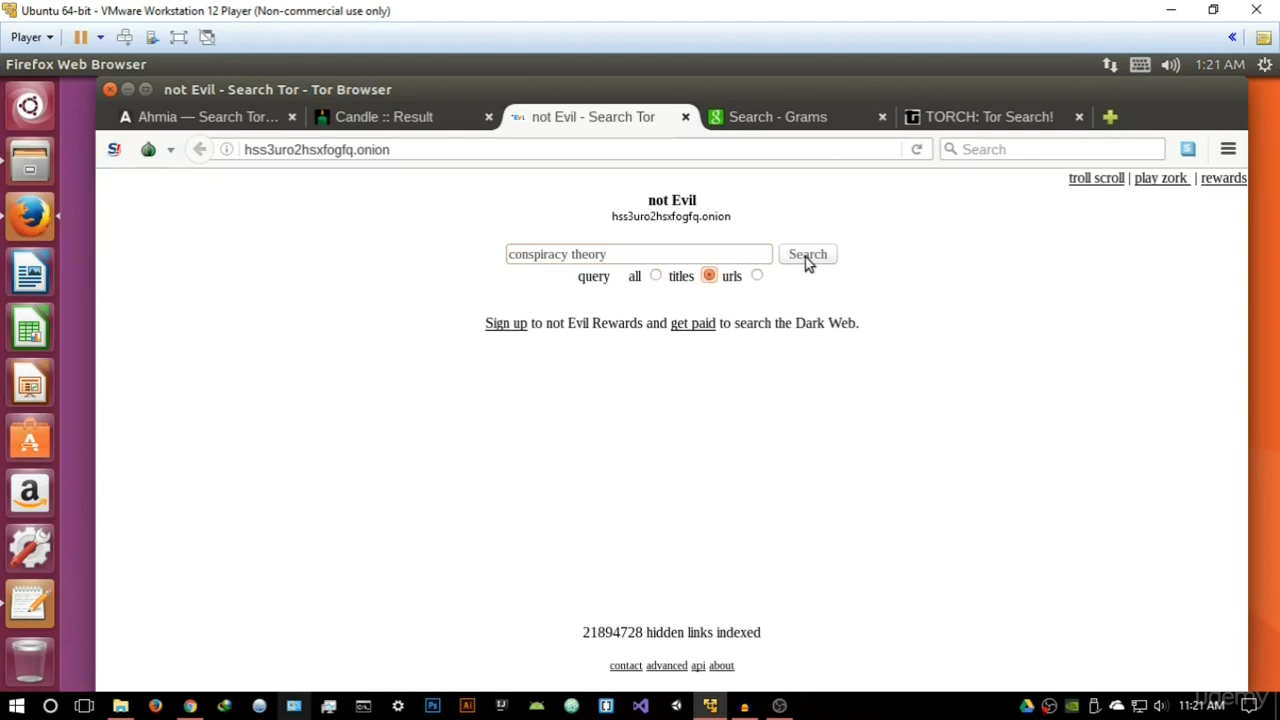 Ubuntu 64-bit - VMware Workstation 12 Player (Non-commercial use only)
Player
Firefox Web Browser
1:21 AM
not Evil - Search Tor - Tor Browser
Ahmia — Search Tor...
Candle :: Result
not Evil - Search Tor
Search - Grams
TORCH: Tor Search!
hss3uro2hsxfogfq.onion
Search
troll scroll | play zork | rewards
not Evil
hss3uro2hsxfogfq.onion
conspiracy theory
Search
query all titles urls
Sign up to not Evil Rewards and get paid to search the Dark Web.
21894728 hidden links indexed
contact advanced api about
11:21 AM
udemy